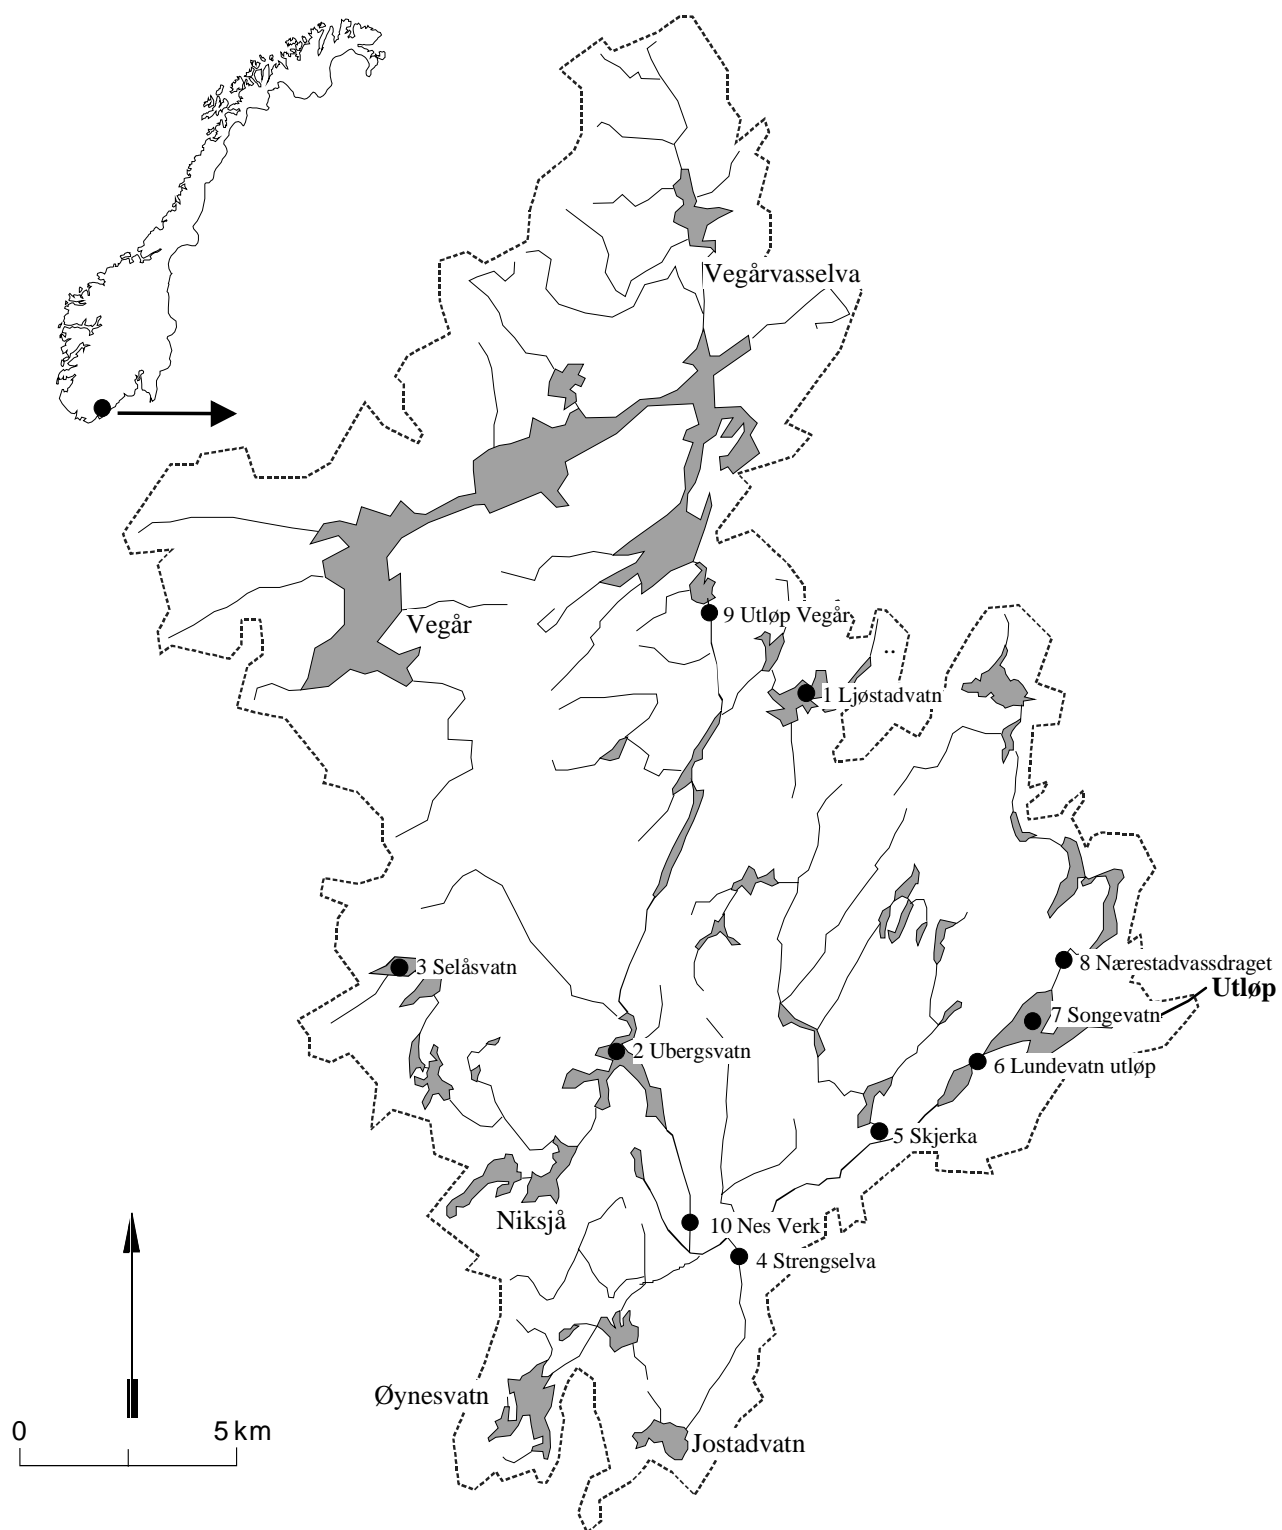 Vegårvasselva
Vegår
9 Utløp Vegår
1 Ljøstadvatn
3 Selåsvatn
8 Nærestadvassdraget
Utløp
7 Songevatn
2 Ubergsvatn
6 Lundevatn utløp
5 Skjerka
Niksjå
10 Nes Verk
4 Strengselva
Øynesvatn
Jostadvatn
0 5 km